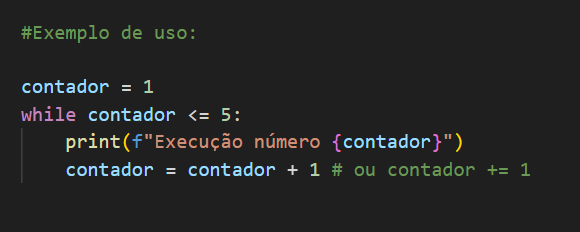 #Exemplo de uso:
contador = 1
while contador <= 5:
    print(f"Execução número {contador}")
    contador = contador + 1 # ou contador += 1